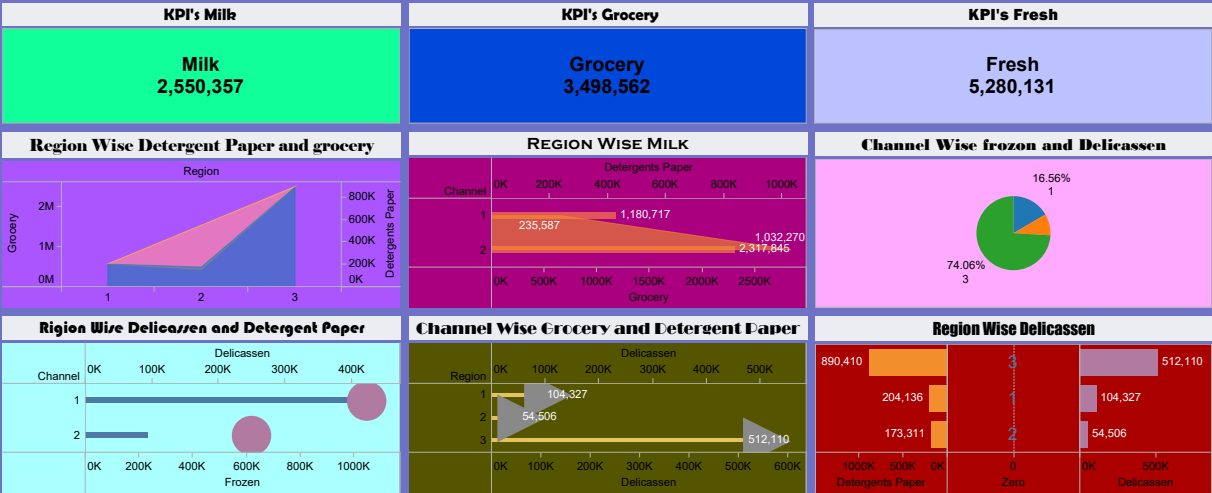 KPI's Milk
Milk
2,550,357
KPI's Grocery
Grocery
3,498,562
KPI's Fresh
Fresh
5,280,131
Region Wise Detergent Paper and grocery
Region
Grocery
2M
1M
0M
800K
600K
400K
200K
0K
Detergents Paper
1 2 3
Region Wise Milk
Detergents Paper
Channel 0K 200K 400K 600K 800K 1000K
1 1,180,717
235,587
1,032,270
2 2,317,845
0K 500K 1000K 1500K 2000K 2500K
Grocery
Channel Wise frozon and Delicassen
16.56%
1
74.06%
3
Rigion Wise Delicassen and Detergent Paper
Delicassen
Channel 0K 100K 200K 300K 400K
1
2
0K 200K 400K 600K 800K 1000K
Frozen
Channel Wise Grocery and Detergent Paper
Delicassen
Region 0K 100K 200K 300K 400K 500K
1 104,327
2 54,506
3 512,110
0K 100K 200K 300K 400K 500K 600K
Delicassen
Region Wise Delicassen
890,410 3 512,110
204,136 1 104,327
173,311 2 54,506
1000K 500K 0K 0 0K 500K
Detergents Paper Zero Delicassen